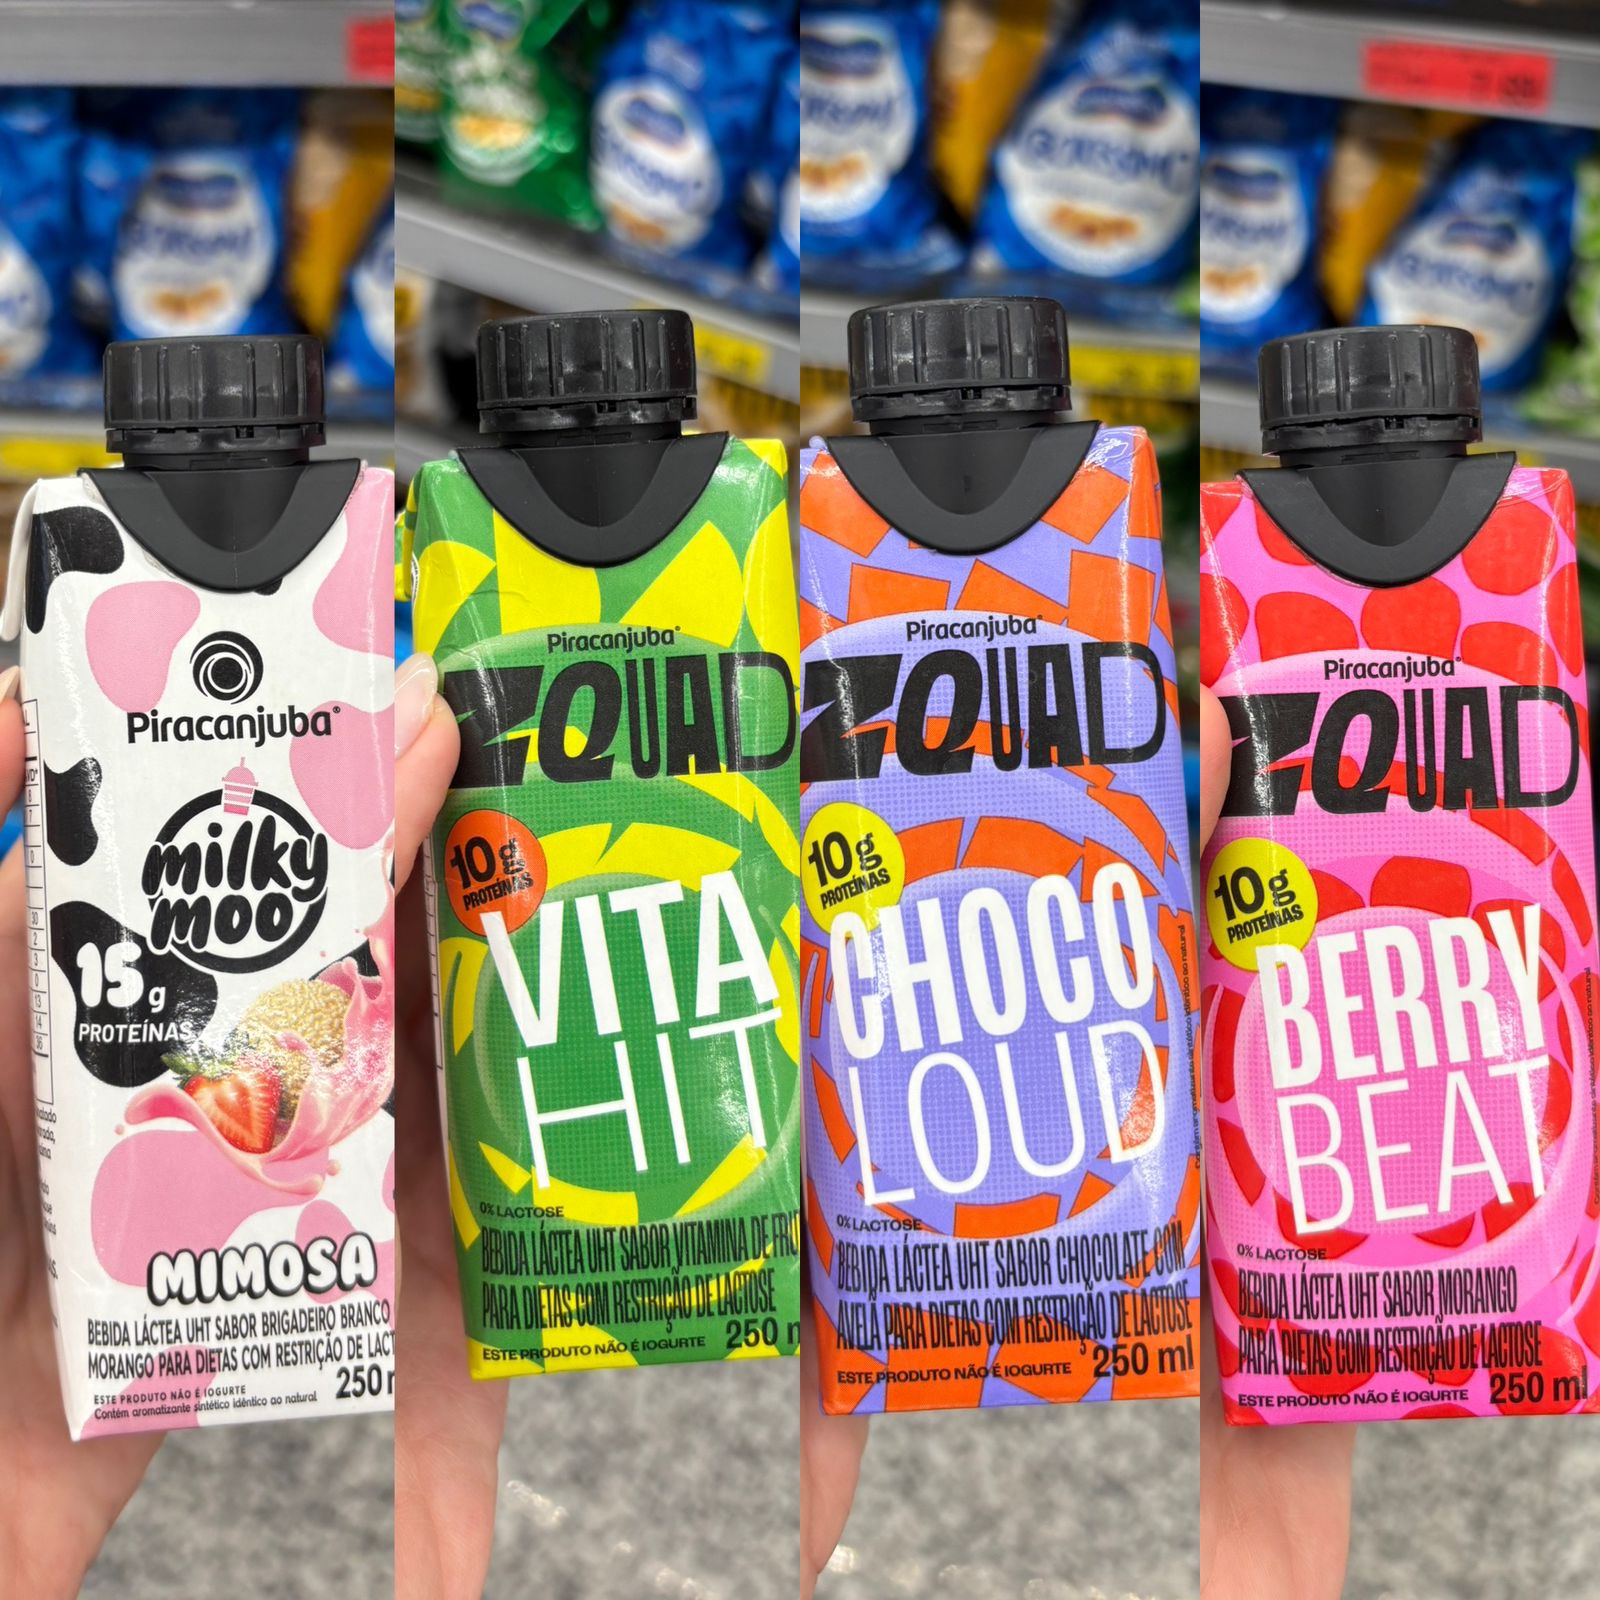 Piracanjuba
milky
moo
15 g
PROTEÍNAS
MIMOSA
BEBIDA LÁCTEA UHT SABOR BRIGADEIRO BRANCO
MORANGO PARA DIETAS COM RESTRIÇÃO DE LACT
ESTE PRODUTO NÃO É IOGURTE
Contém aromatizante sintético idêntico ao natural
250
Piracanjuba
ZQUAD
10g
PROTEÍNAS
VITA
HIT
0% LACTOSE
BEBIDA LÁCTEA UHT SABOR VITAMINA DE FRUT
PARA DIETAS COM RESTRIÇÃO DE LACTOSE
ESTE PRODUTO NÃO É IOGURTE
250
Piracanjuba
ZQUAD
10g
PROTEÍNAS
CHOCO
LOUD
0% LACTOSE
BEBIDA LÁCTEA UHT SABOR CHOCOLATE COM
AVELÃ PARA DIETAS COM RESTRIÇÃO DE LACTOSE
ESTE PRODUTO NÃO É IOGURTE
250 ml
Piracanjuba
ZQUAD
10g
PROTEÍNAS
BERRY
BEAT
0% LACTOSE
BEBIDA LÁCTEA UHT SABOR MORANGO
PARA DIETAS COM RESTRIÇÃO DE LACTOSE
ESTE PRODUTO NÃO É IOGURTE
250 ml